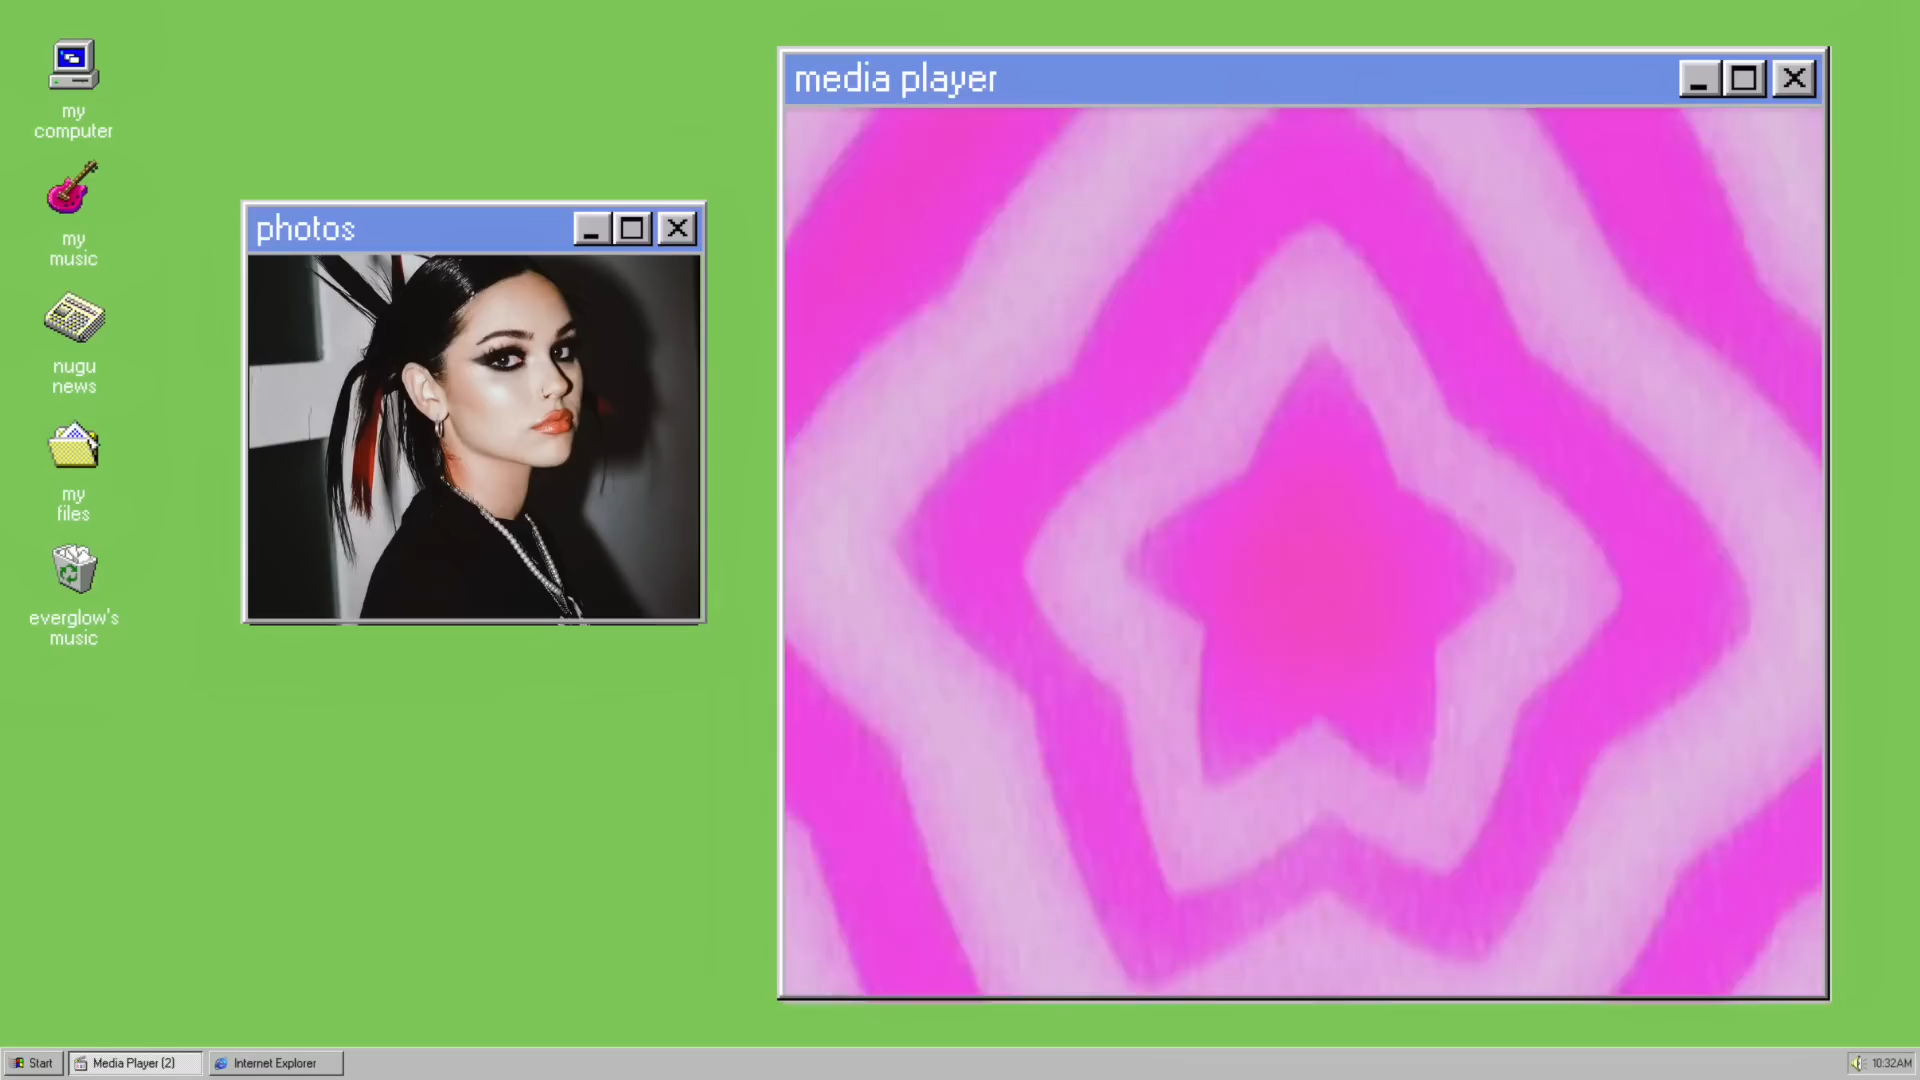 my
computer
my
music
nugu
news
my
files
everglow's
music
photos
media player
Start
Media Player (2)
Internet Explorer
10:32AM